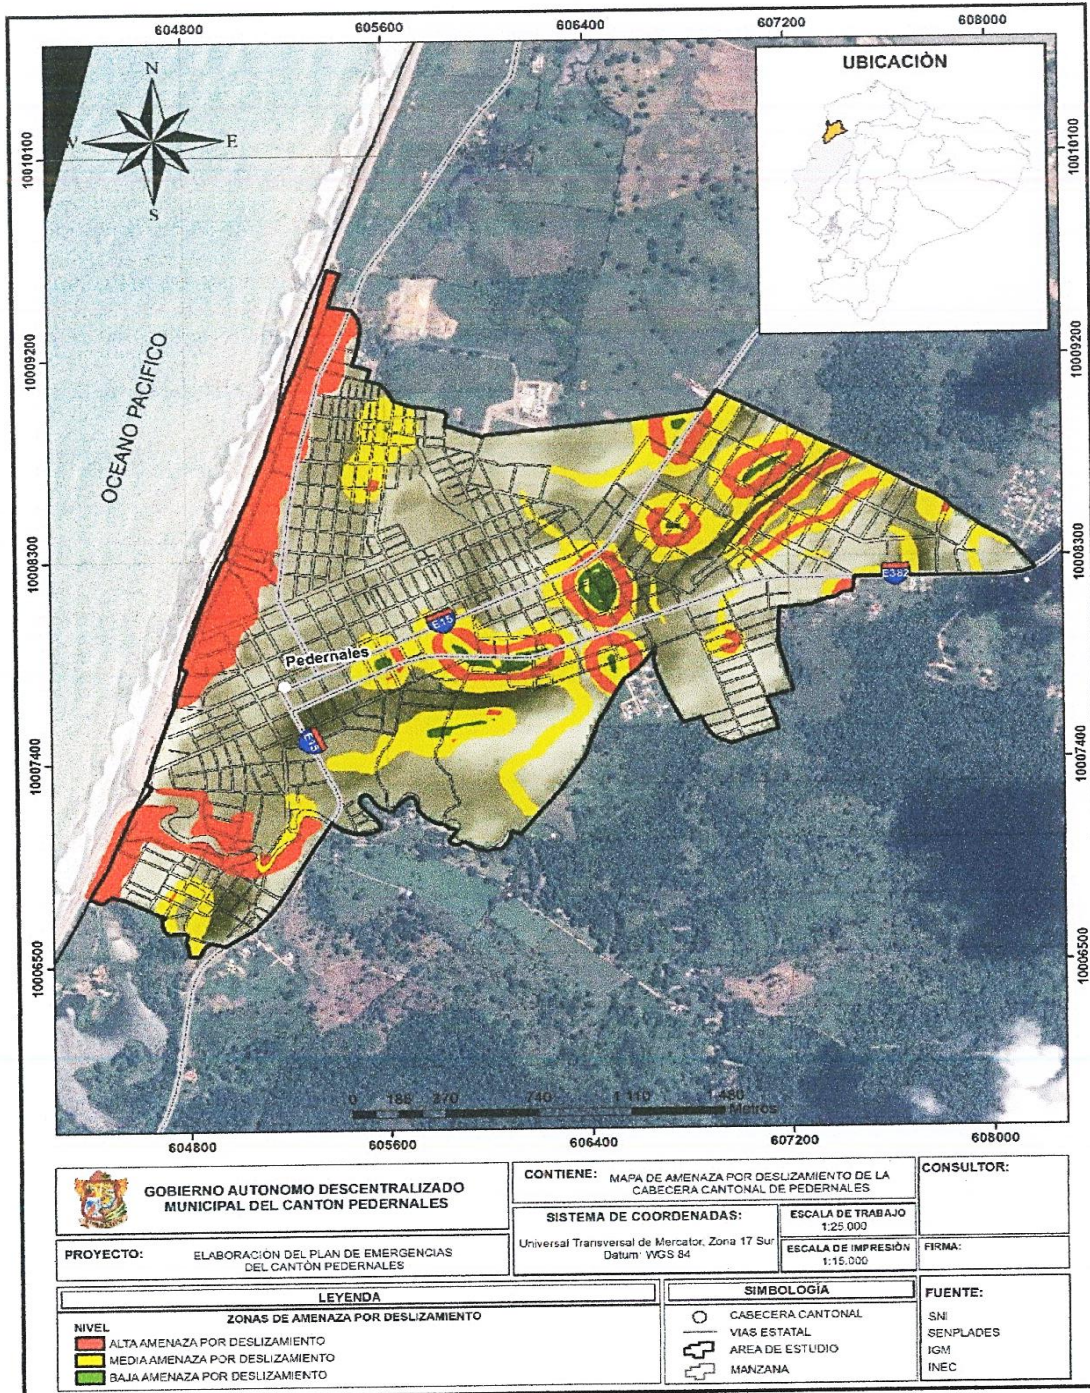 604800 605600 606400 607200 608000
UBICACIÒN
N
E
S
10010100
10010100
OCEANO PACIFICO
10009200
10009200
10008300
10008300
E382
E15
Pedernales
E15
10007400
10007400
10006500
10006500
0 185 370 740 1 110 480
Metros
604800 605600 606400 607200 608000
GOBIERNO AUTONOMO DESCENTRALIZADO
MUNICIPAL DEL CANTON PEDERNALES
PROYECTO: ELABORACION DEL PLAN DE EMERGENCIAS
DEL CANTÓN PEDERNALES
CONTIENE: MAPA DE AMENAZA POR DESLIZAMIENTO DE LA
CABECERA CANTONAL DE PEDERNALES
SISTEMA DE COORDENADAS:
Universal Transversal de Mercator, Zona 17 Sur
Datum: WGS 84
ESCALA DE TRABAJO
1:25.000
ESCALA DE IMPRESIÓN
1:15.000
CONSULTOR:
FIRMA:
LEYENDA
ZONAS DE AMENAZA POR DESLIZAMIENTO
NIVEL
ALTA AMENAZA POR DESLIZAMIENTO
MEDIA AMENAZA POR DESLIZAMIENTO
BAJA AMENAZA POR DESLIZAMIENTO
SIMBOLOGÍA
CABECERA CANTONAL
VIAS ESTATAL
AREA DE ESTUDIO
MANZANA
FUENTE:
SNI
SENPLADES
IGM
INEC